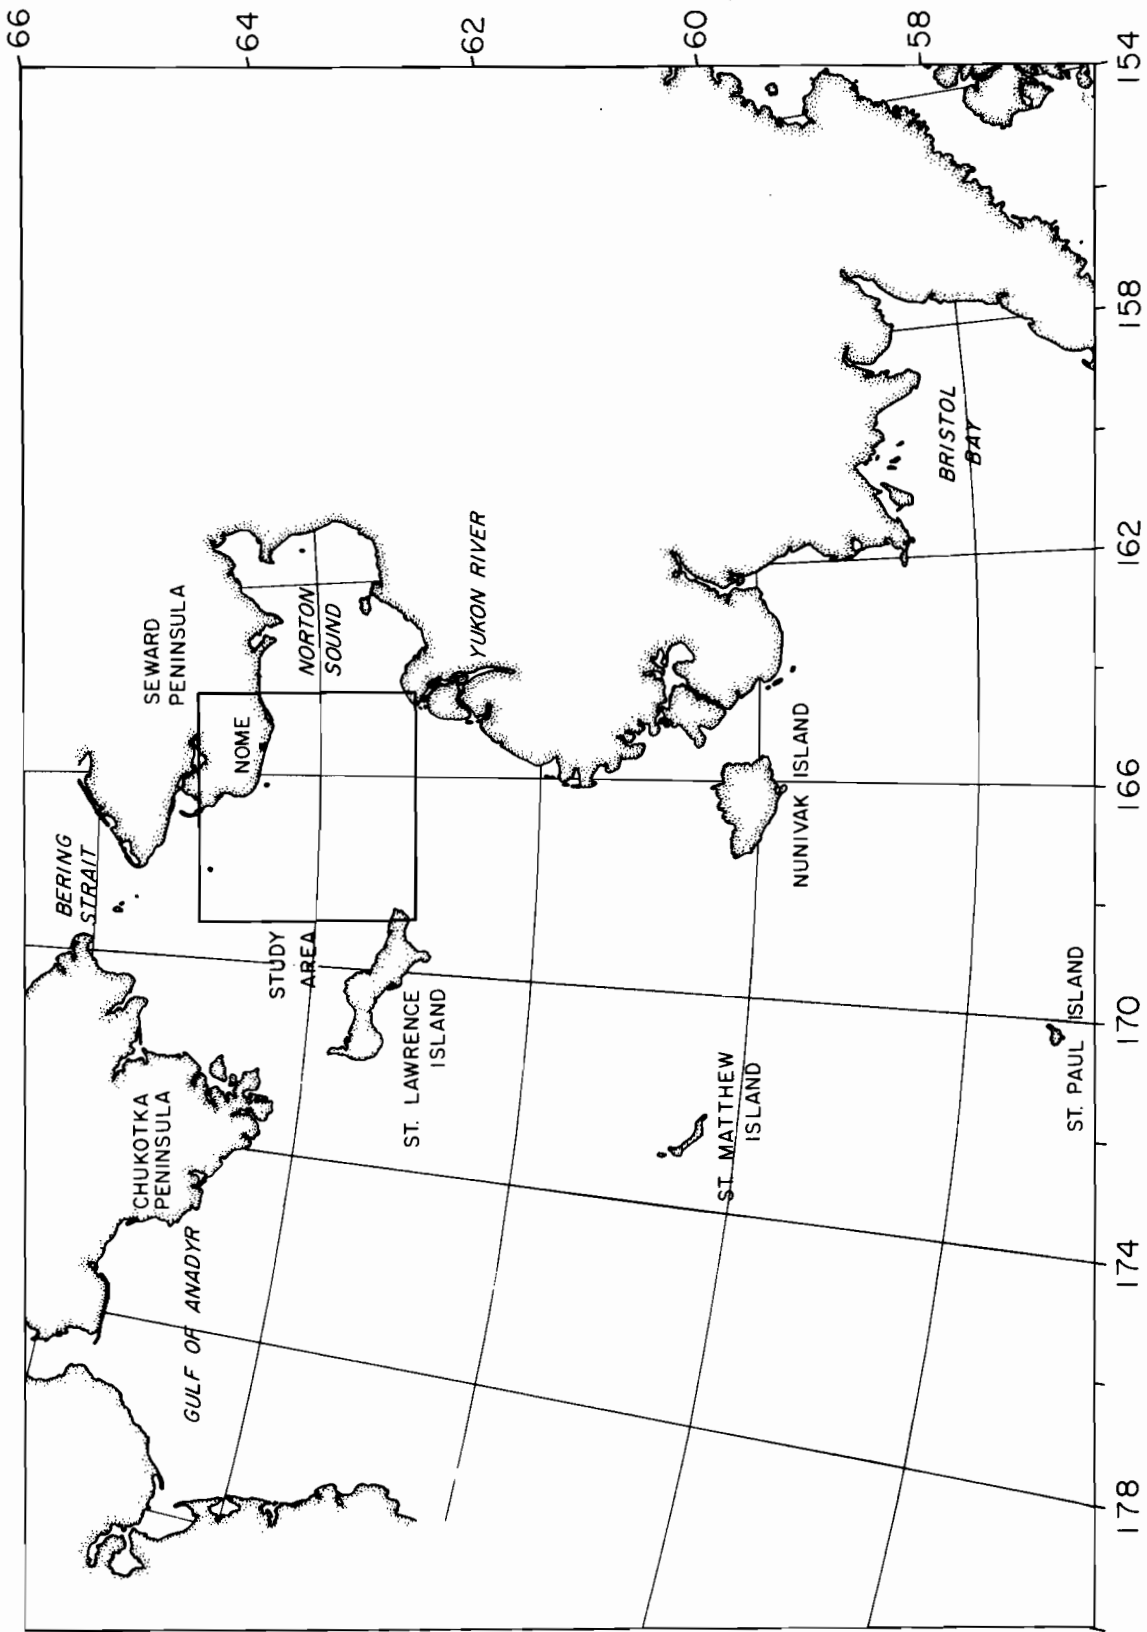 66
64
62
60
58
154
158
162
166
170
174
178
SEWARD
PENINSULA
NORTON
SOUND
YUKON RIVER
NOME
BERING
STRAIT
STUDY
AREA
ST. LAWRENCE
ISLAND
CHUKOTKA
PENINSULA
GULF OF ANADYR
ST. MATTHEW
ISLAND
NUNIVAK ISLAND
BRISTOL
BAY
ST. PAUL ISLAND